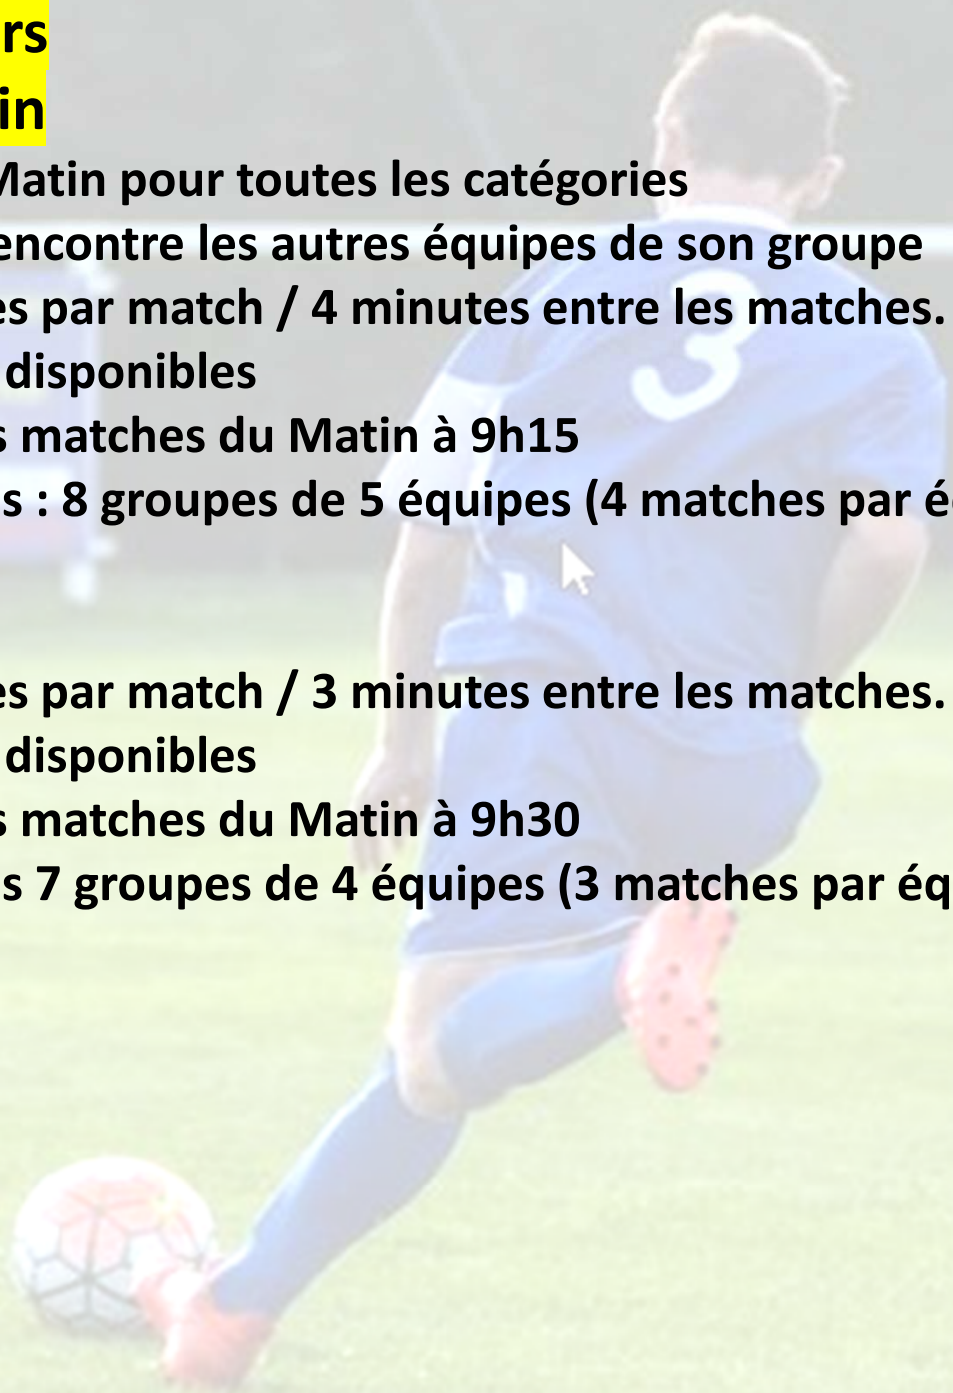 rs
in
Matin pour toutes les catégories
encontre les autres équipes de son groupe
es par match / 4 minutes entre les matches.
disponibles
s matches du Matin à 9h15
s : 8 groupes de 5 équipes (4 matches par é
es par match / 3 minutes entre les matches.
disponibles
s matches du Matin à 9h30
s 7 groupes de 4 équipes (3 matches par éq
3